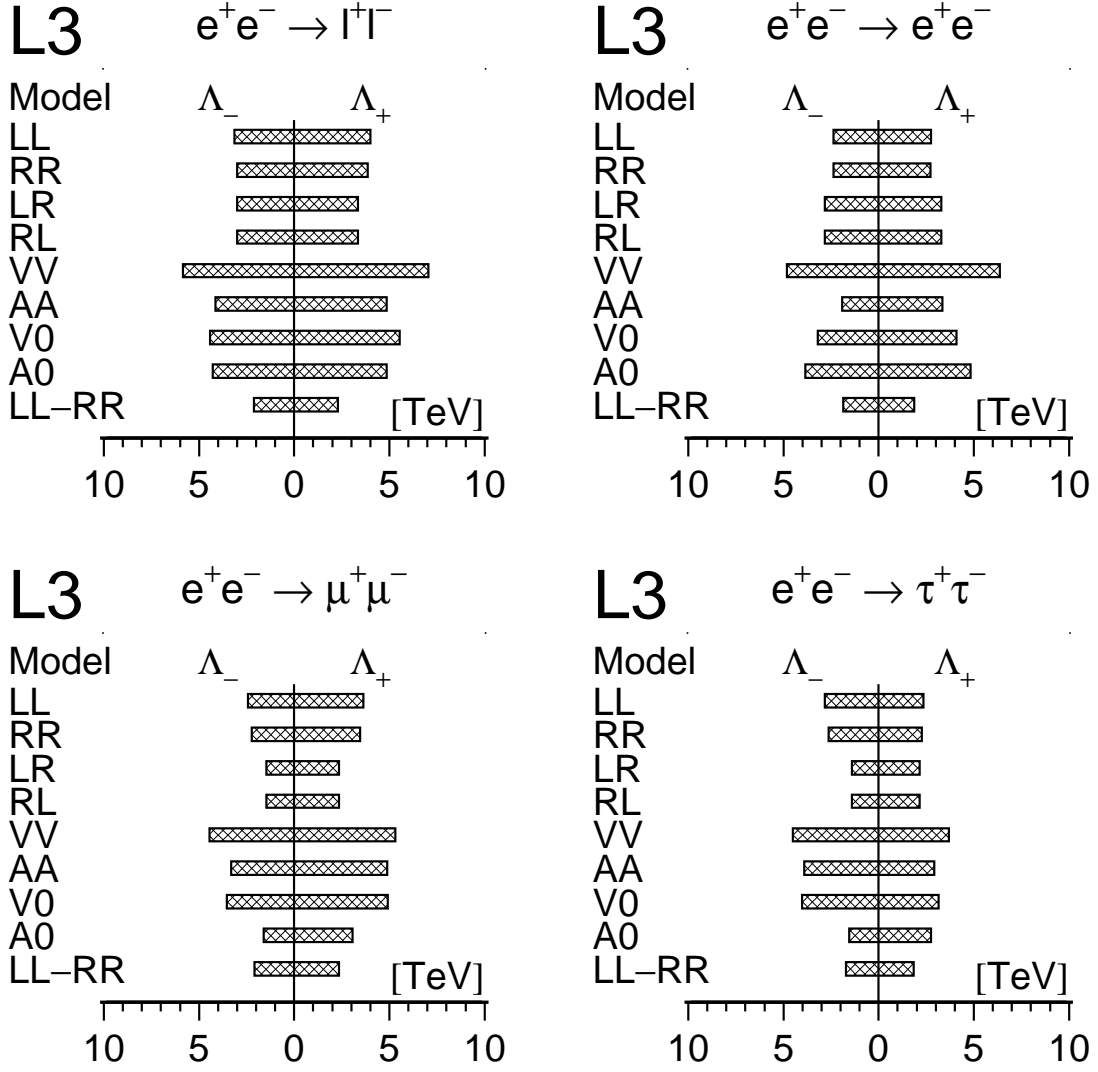 L3 e⁺e⁻ → l⁺l⁻
Model Λ₋ Λ₊
LL
RR
LR
RL
VV
AA
V0
A0
LL−RR [TeV]
10 5 0 5 10
L3 e⁺e⁻ → e⁺e⁻
Model Λ₋ Λ₊
LL
RR
LR
RL
VV
AA
V0
A0
LL−RR [TeV]
10 5 0 5 10
L3 e⁺e⁻ → μ⁺μ⁻
Model Λ₋ Λ₊
LL
RR
LR
RL
VV
AA
V0
A0
LL−RR [TeV]
10 5 0 5 10
L3 e⁺e⁻ → τ⁺τ⁻
Model Λ₋ Λ₊
LL
RR
LR
RL
VV
AA
V0
A0
LL−RR [TeV]
10 5 0 5 10